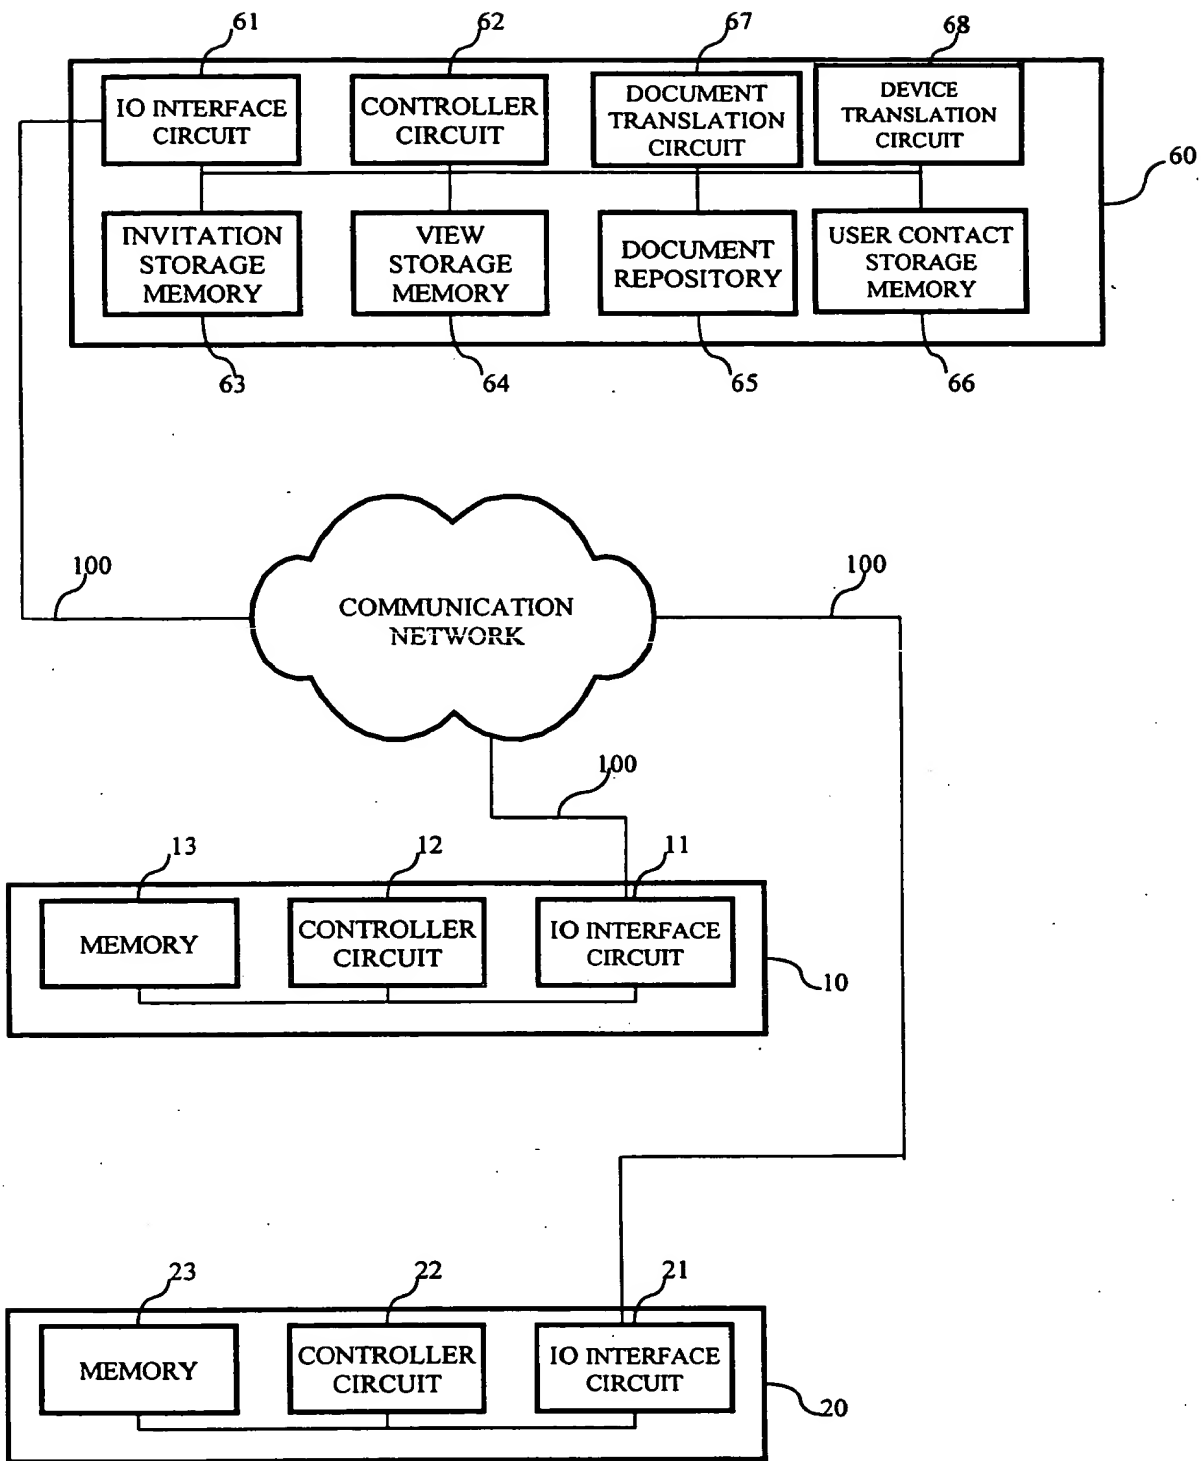 61
62
67
68
IO INTERFACE
CIRCUIT
CONTROLLER
CIRCUIT
DOCUMENT
TRANSLATION
CIRCUIT
DEVICE
TRANSLATION
CIRCUIT
60
INVITATION
STORAGE
MEMORY
VIEW
STORAGE
MEMORY
DOCUMENT
REPOSITORY
USER CONTACT
STORAGE
MEMORY
63
64
65
66
100
100
COMMUNICATION
NETWORK
100
13
12
11
MEMORY
CONTROLLER
CIRCUIT
IO INTERFACE
CIRCUIT
10
23
22
21
MEMORY
CONTROLLER
CIRCUIT
IO INTERFACE
CIRCUIT
20